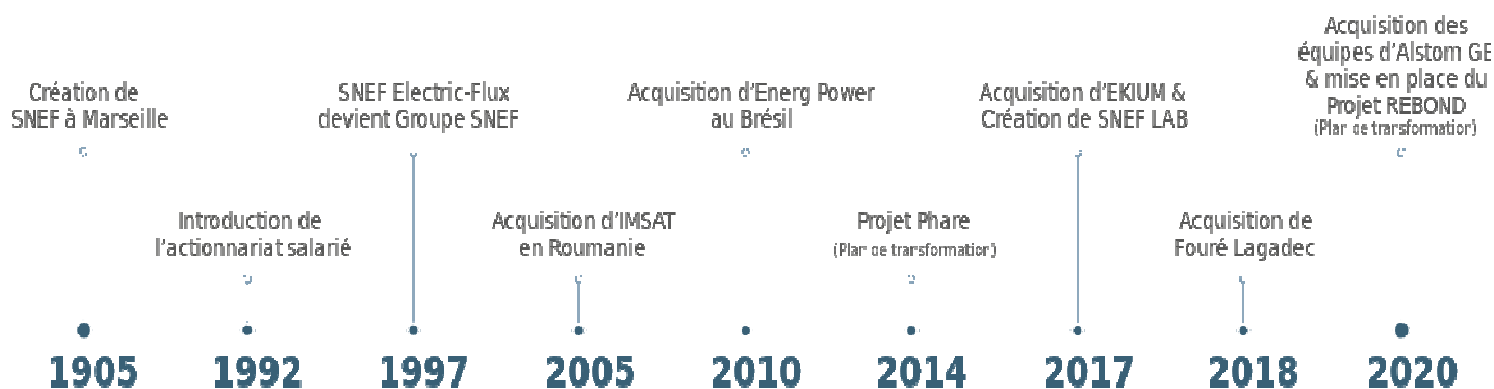 Création de
SNEF à Marseille
1905
Introduction de
l'actionnariat salarié
1992
SNEF Electric-Flux
devient Groupe SNEF
1997
Acquisition d'IMSAT
en Roumanie
2005
Acquisition d'Energ Power
au Brésil
2010
Projet Phare
(Plan de transformation)
2014
Acquisition d'EKIUM &
Création de SNEF LAB
2017
Acquisition de
Fouré Lagadec
2018
Acquisition des
équipes d'Alstom GE
& mise en place du
Projet REBOND
(Plan de transformation)
2020